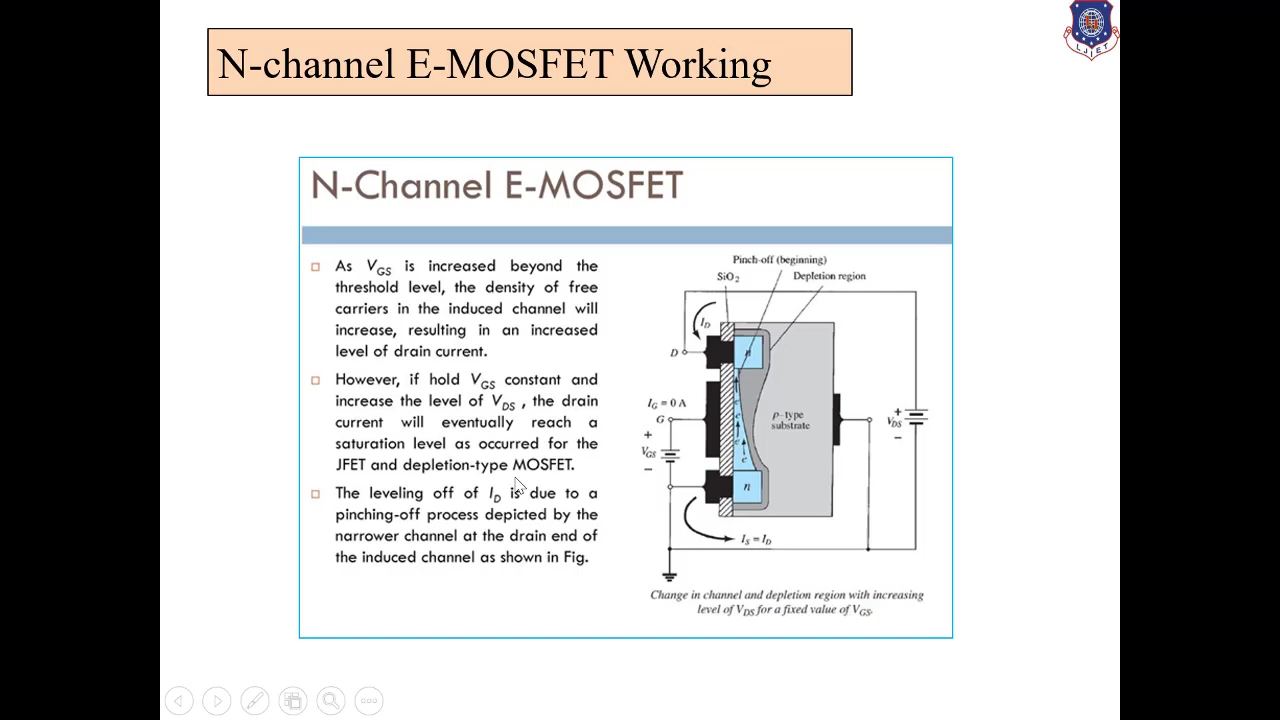 N-channel E-MOSFET Working
LJIET
N-Channel E-MOSFET
□ As V_GS is increased beyond the
threshold level, the density of free
carriers in the induced channel will
increase, resulting in an increased
level of drain current.
□ However, if hold V_GS constant and
increase the level of V_DS , the drain
current will eventually reach a
saturation level as occurred for the
JFET and depletion-type MOSFET.
□ The leveling off of I_D is due to a
pinching-off process depicted by the
narrower channel at the drain end of
the induced channel as shown in Fig.
Pinch-off (beginning)
SiO₂
Depletion region
I_D
D
n
I_G = 0 A
G
+
V_GS
−
e
e
e
e
p-type
substrate
+
V_DS
−
n
I_S = I_D
Change in channel and depletion region with increasing
level of V_DS for a fixed value of V_GS.